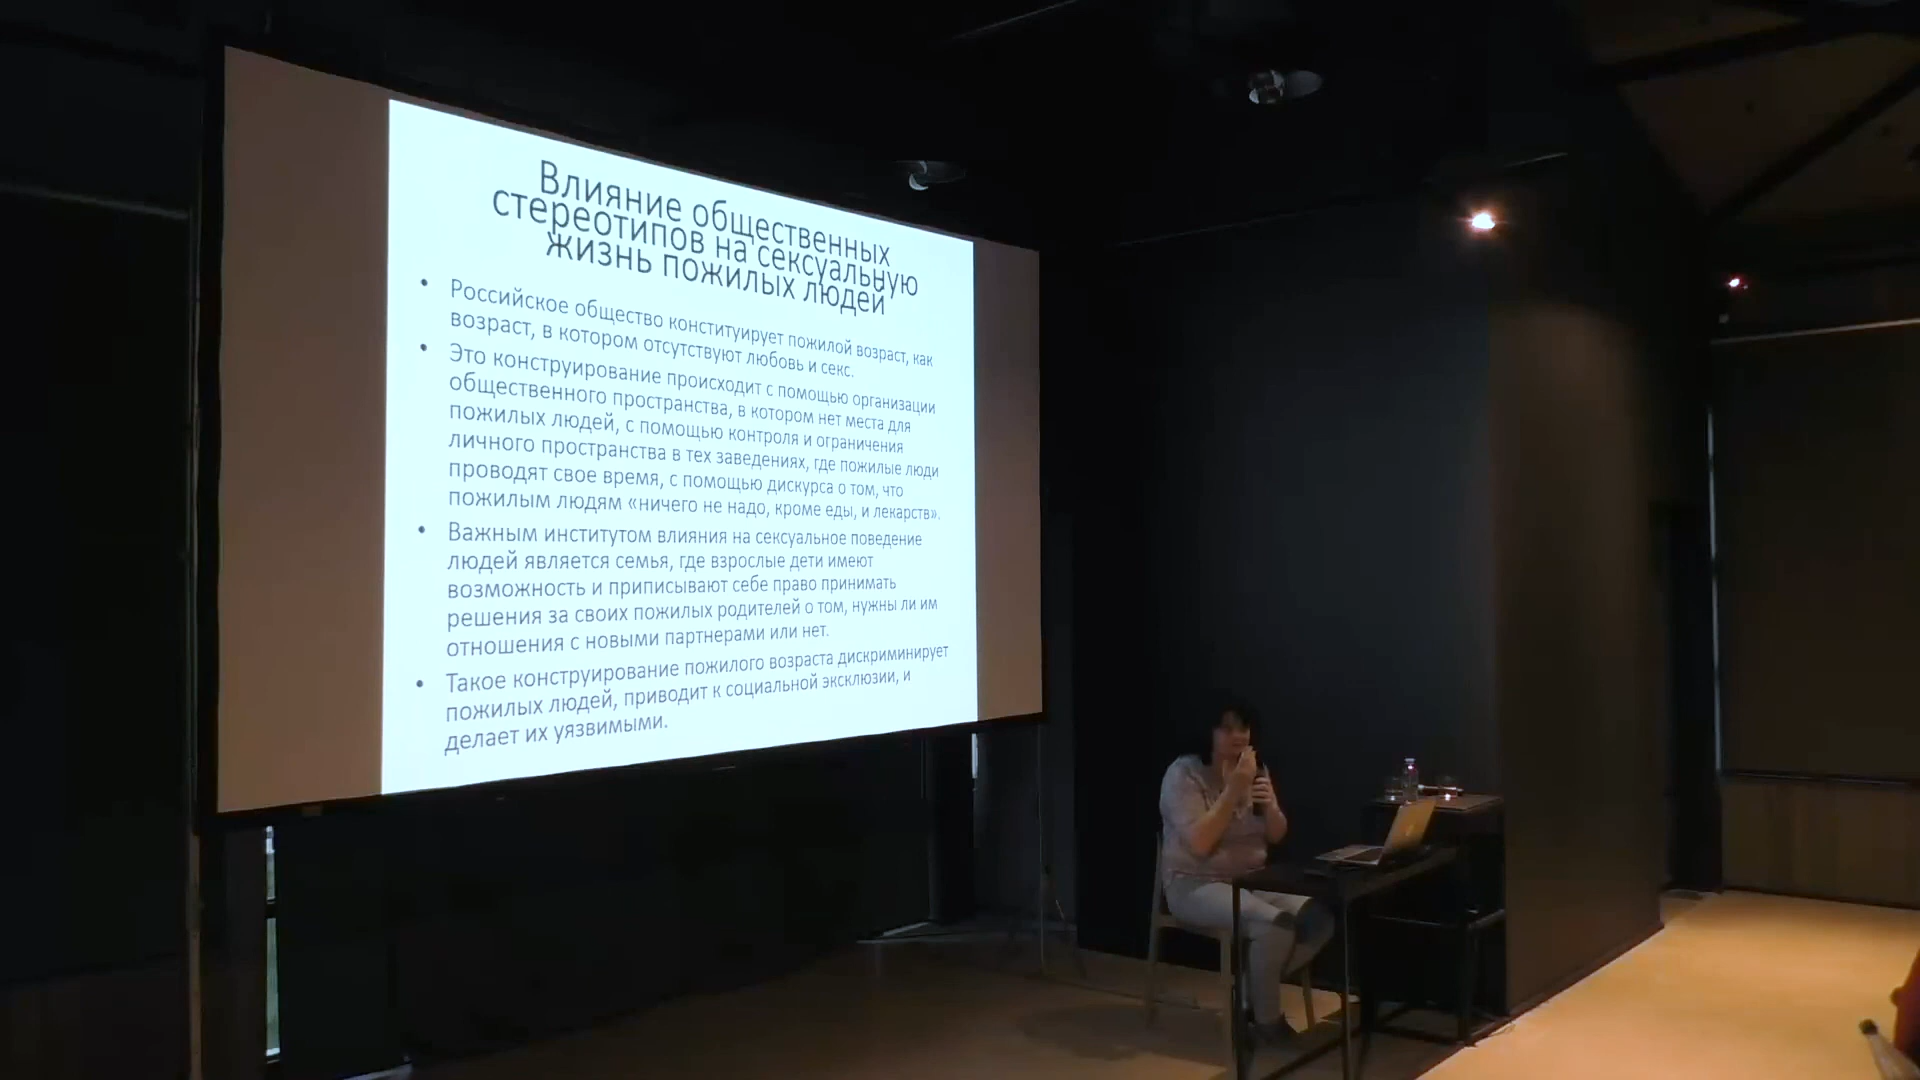 Влияние общественных
стереотипов на сексуальную
жизнь пожилых людей
• Российское общество конституирует пожилой возраст, как
возраст, в котором отсутствуют любовь и секс.
• Это конструирование происходит с помощью организации
общественного пространства, в котором нет места для
пожилых людей, с помощью контроля и ограничения
личного пространства в тех заведениях, где пожилые люди
проводят свое время, с помощью дискурса о том, что
пожилым людям «ничего не надо, кроме еды, и лекарств».
• Важным институтом влияния на сексуальное поведение
людей является семья, где взрослые дети имеют
возможность и приписывают себе право принимать
решения за своих пожилых родителей о том, нужны ли им
отношения с новыми партнерами или нет.
• Такое конструирование пожилого возраста дискриминирует
пожилых людей, приводит к социальной эксклюзии, и
делает их уязвимыми.